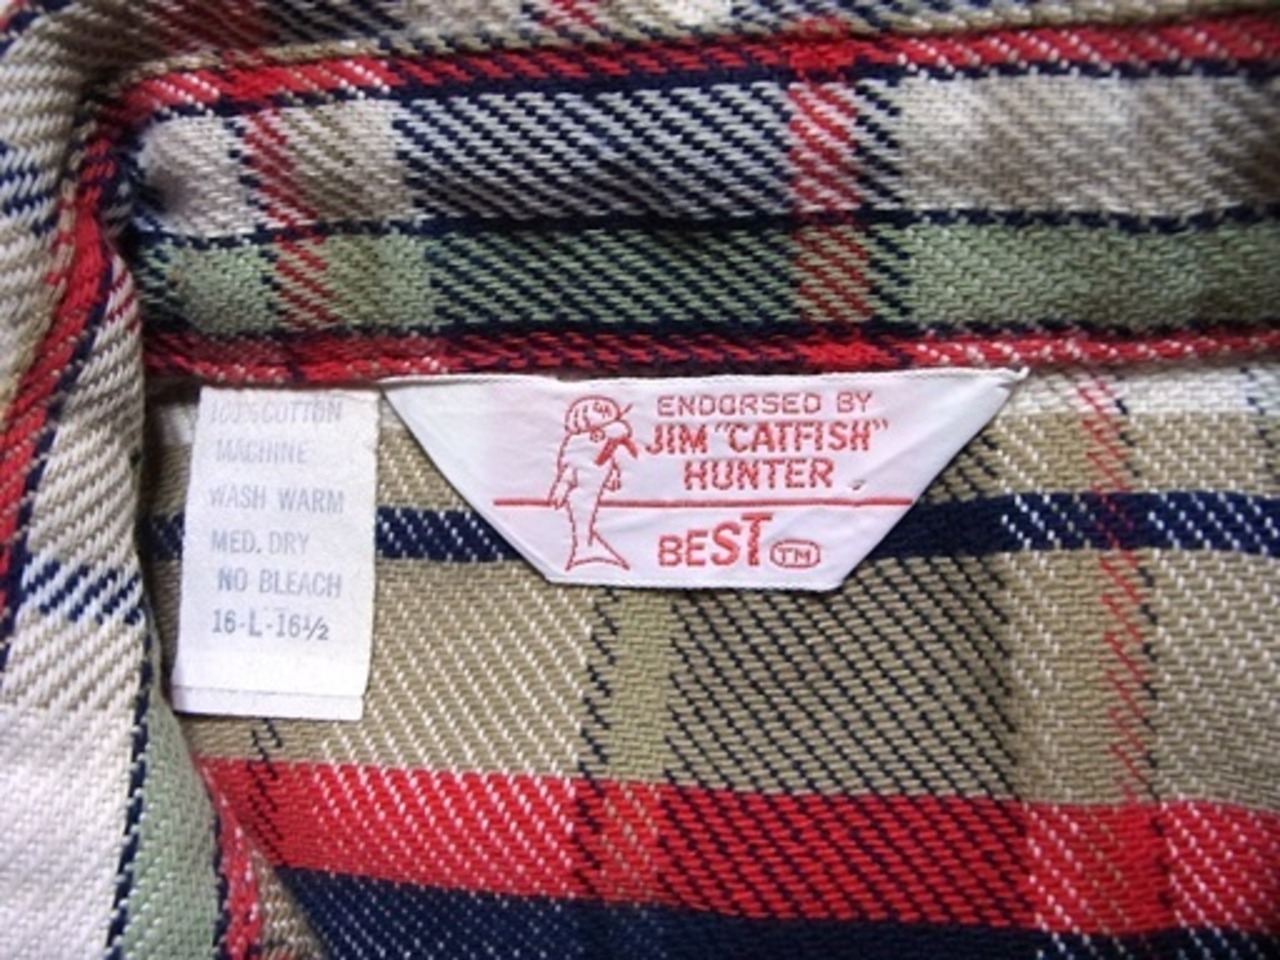 100% COTTON
MACHINE
WASH WARM
MED. DRY
NO BLEACH
16-L-16½
ENDORSED BY
JIM "CATFISH"
HUNTER
BEST TM